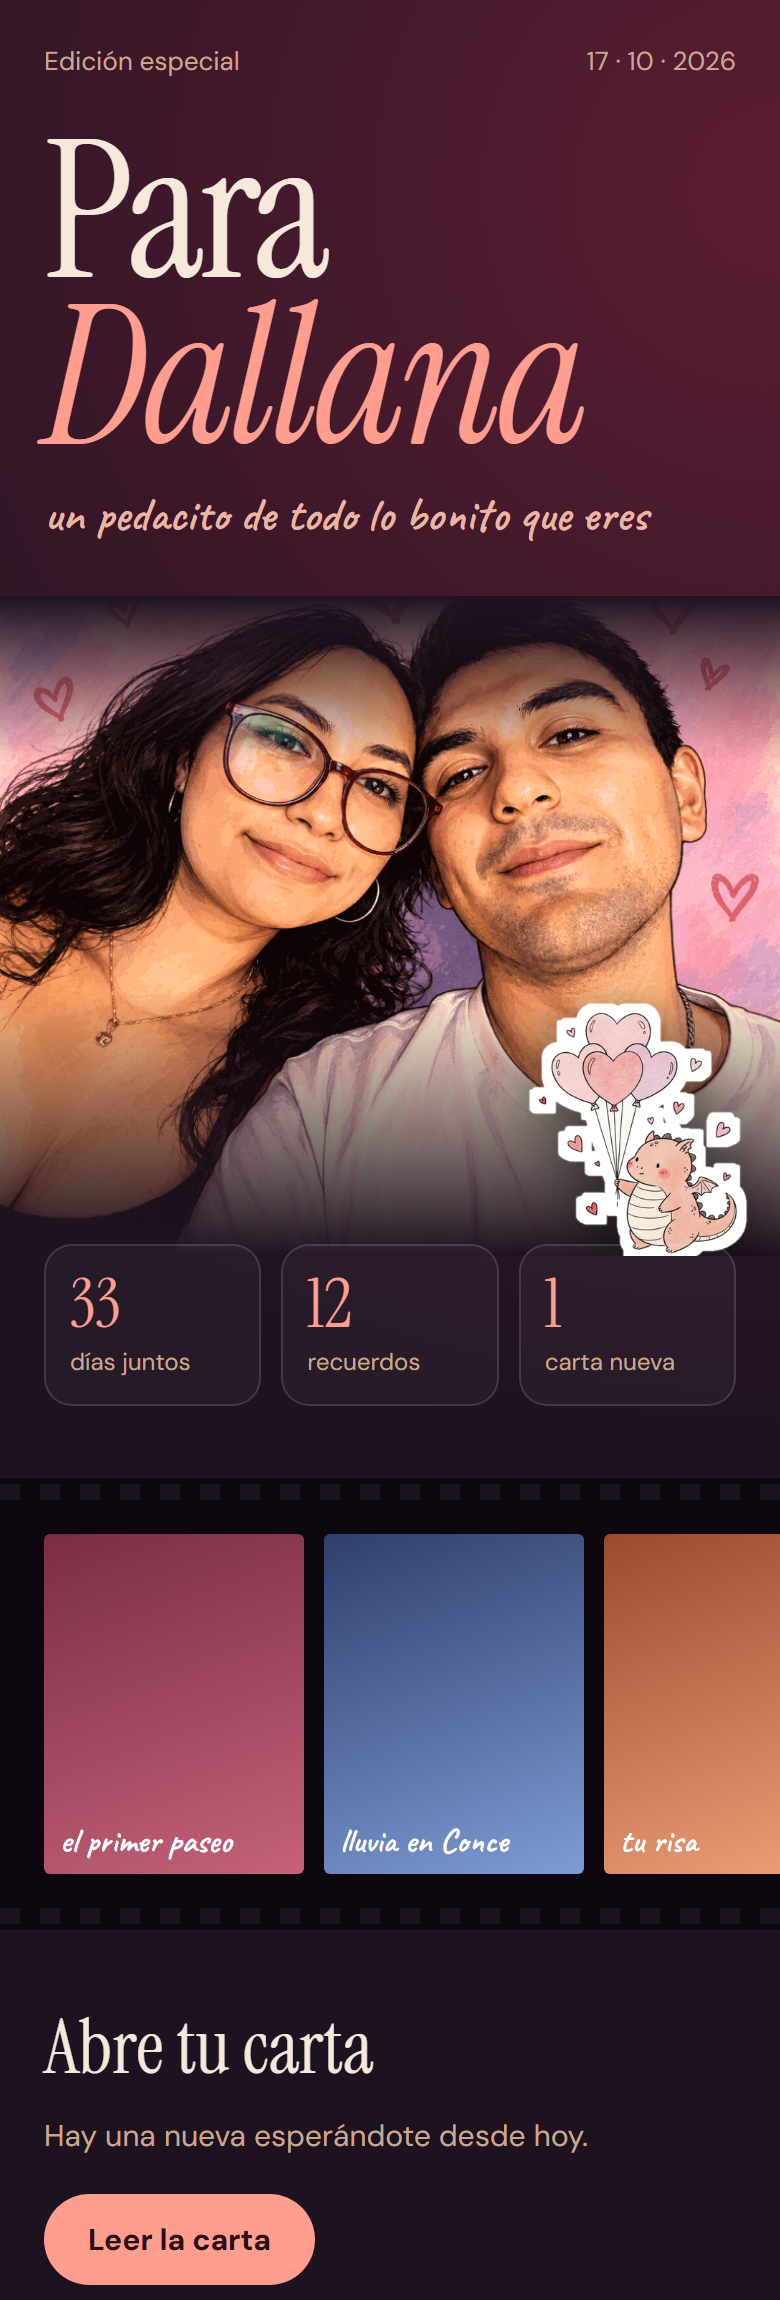 Edición especial
17 · 10 · 2026
Para
Dallana
un pedacito de todo lo bonito que eres
33
días juntos
12
recuerdos
1
carta nueva
el primer paseo
lluvia en Conce
tu risa
Abre tu carta
Hay una nueva esperándote desde hoy.
Leer la carta